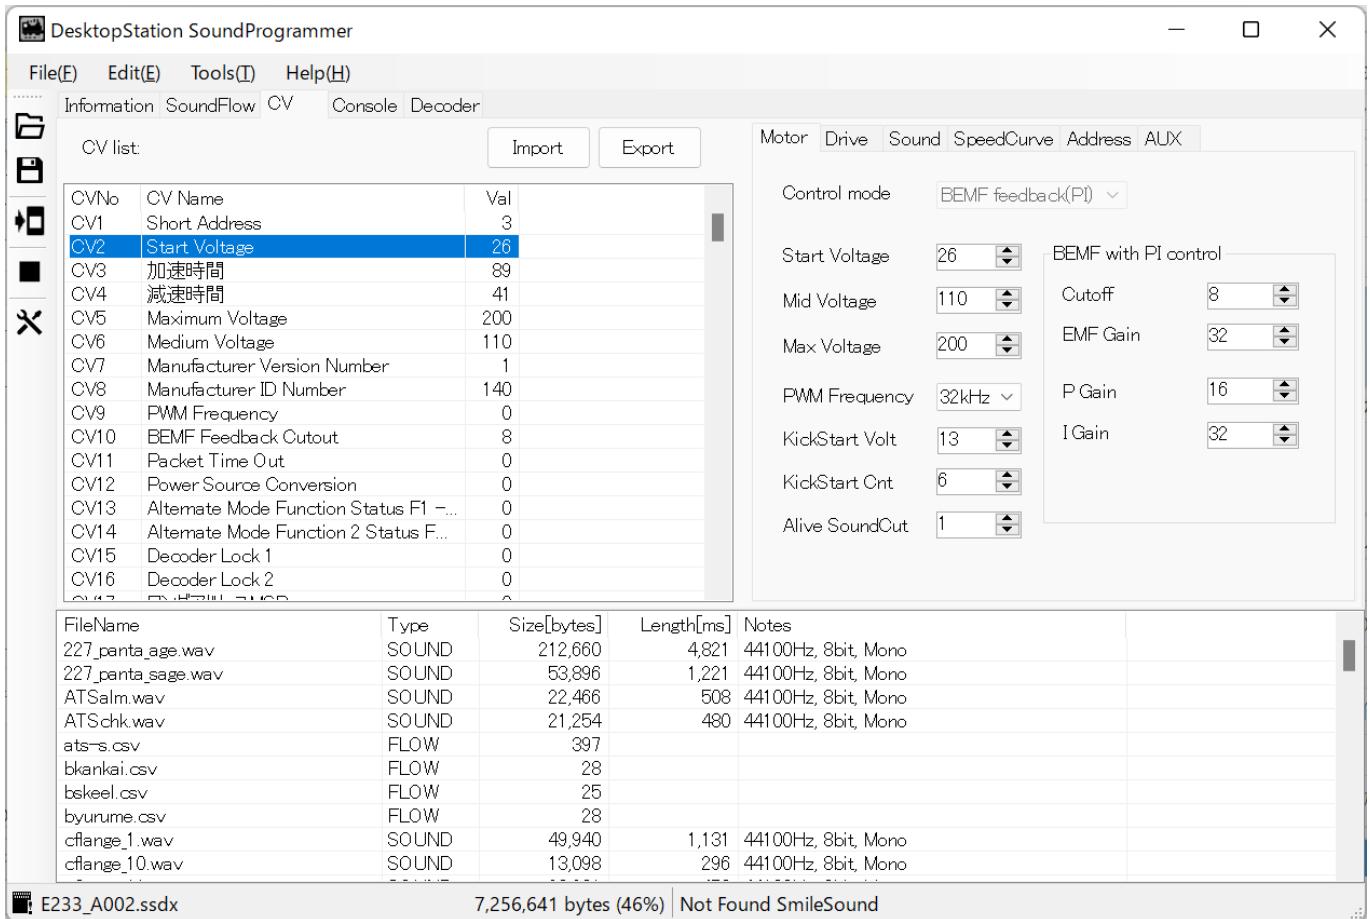 DesktopStation SoundProgrammer
File(F) Edit(E) Tools(T) Help(H)
Information SoundFlow CV Console Decoder
CV list:
Import Export
CVNo CV Name Val
CV1 Short Address 3
CV2 Start Voltage 26
CV3 加速時間 89
CV4 減速時間 41
CV5 Maximum Voltage 200
CV6 Medium Voltage 110
CV7 Manufacturer Version Number 1
CV8 Manufacturer ID Number 140
CV9 PWM Frequency 0
CV10 BEMF Feedback Cutout 8
CV11 Packet Time Out 0
CV12 Power Source Conversion 0
CV13 Alternate Mode Function Status F1 -... 0
CV14 Alternate Mode Function 2 Status F... 0
CV15 Decoder Lock 1 0
CV16 Decoder Lock 2 0
Motor Drive Sound SpeedCurve Address AUX
Control mode BEMF feedback(PI)
Start Voltage 26
Mid Voltage 110
Max Voltage 200
PWM Frequency 32kHz
KickStart Volt 13
KickStart Cnt 6
Alive SoundCut 1
BEMF with PI control
Cutoff 8
EMF Gain 32
P Gain 16
I Gain 32
FileName Type Size[bytes] Length[ms] Notes
227_panta_age.wav SOUND 212,660 4,821 44100Hz, 8bit, Mono
227_panta_sage.wav SOUND 53,896 1,221 44100Hz, 8bit, Mono
ATSalm.wav SOUND 22,466 508 44100Hz, 8bit, Mono
ATSchk.wav SOUND 21,254 480 44100Hz, 8bit, Mono
ats-s.csv FLOW 397
bkankai.csv FLOW 28
bskeel.csv FLOW 25
byurume.csv FLOW 28
cflange_1.wav SOUND 49,940 1,131 44100Hz, 8bit, Mono
cflange_10.wav SOUND 13,098 296 44100Hz, 8bit, Mono
E233_A002.ssdx 7,256,641 bytes (46%) Not Found SmileSound